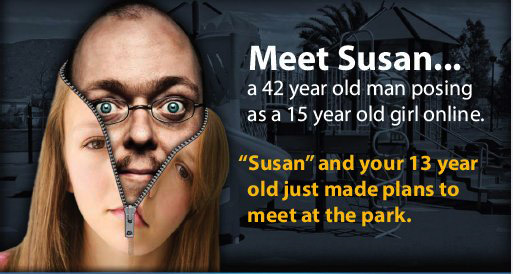 Meet Susan...
a 42 year old man posing
as a 15 year old girl online.
“Susan” and your 13 year
old just made plans to
meet at the park.